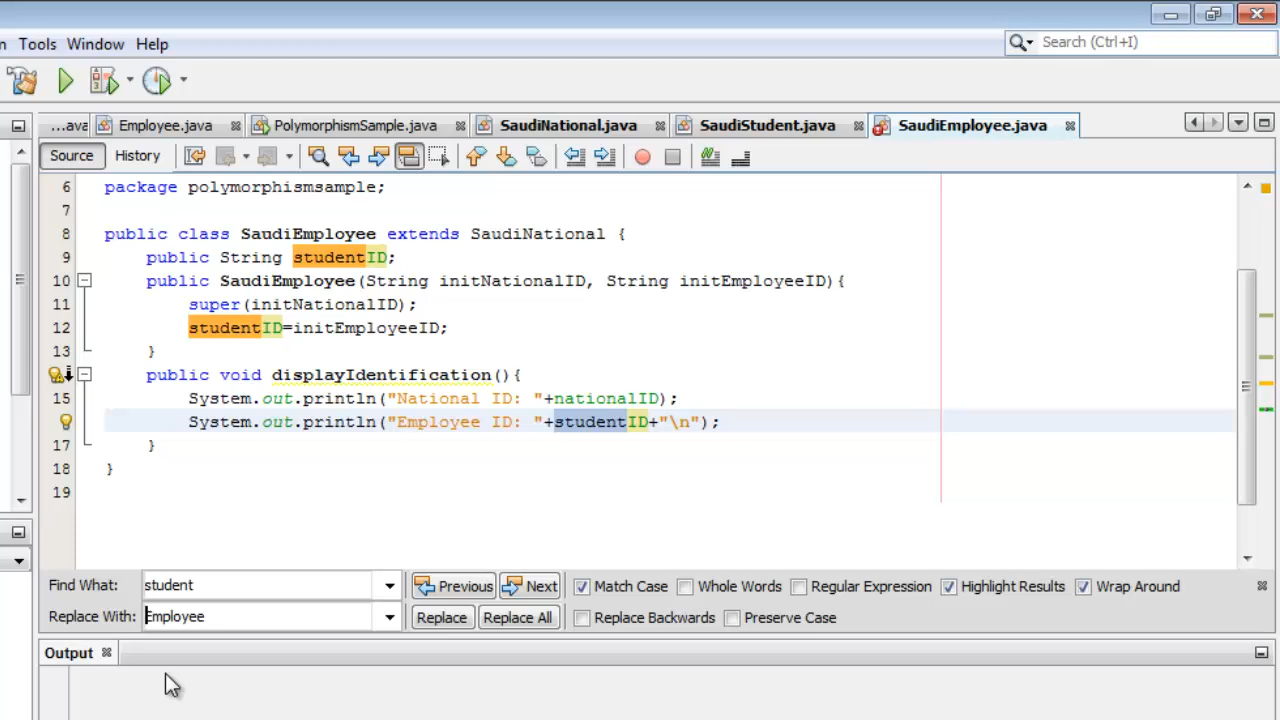 n Tools Window Help
Search (Ctrl+I)
...ava Employee.java PolymorphismSample.java SaudiNational.java SaudiStudent.java SaudiEmployee.java
Source History
6 package polymorphismsample;
7
8 public class SaudiEmployee extends SaudiNational {
9 public String studentID;
10 public SaudiEmployee(String initNationalID, String initEmployeeID){
11 super(initNationalID);
12 studentID=initEmployeeID;
13 }
public void displayIdentification(){
15 System.out.println("National ID: "+nationalID);
System.out.println("Employee ID: "+studentID+"\n");
17 }
18 }
19
Find What: student Previous Next Match Case Whole Words Regular Expression Highlight Results Wrap Around
Replace With: Employee Replace Replace All Replace Backwards Preserve Case
Output